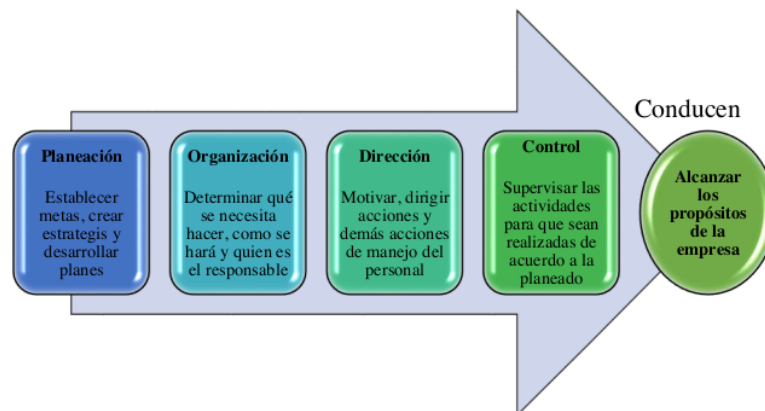 Planeación
Establecer
metas, crear
estrategis y
desarrollar
planes
Organización
Determinar qué
se necesita
hacer, como se
hará y quien es
el responsable
Dirección
Motivar, dirigir
acciones y
demás acciones
de manejo del
personal
Control
Supervisar las
actividades
para que sean
realizadas de
acuerdo a la
planeado
Conducen
Alcanzar
los
propósitos
de la
empresa